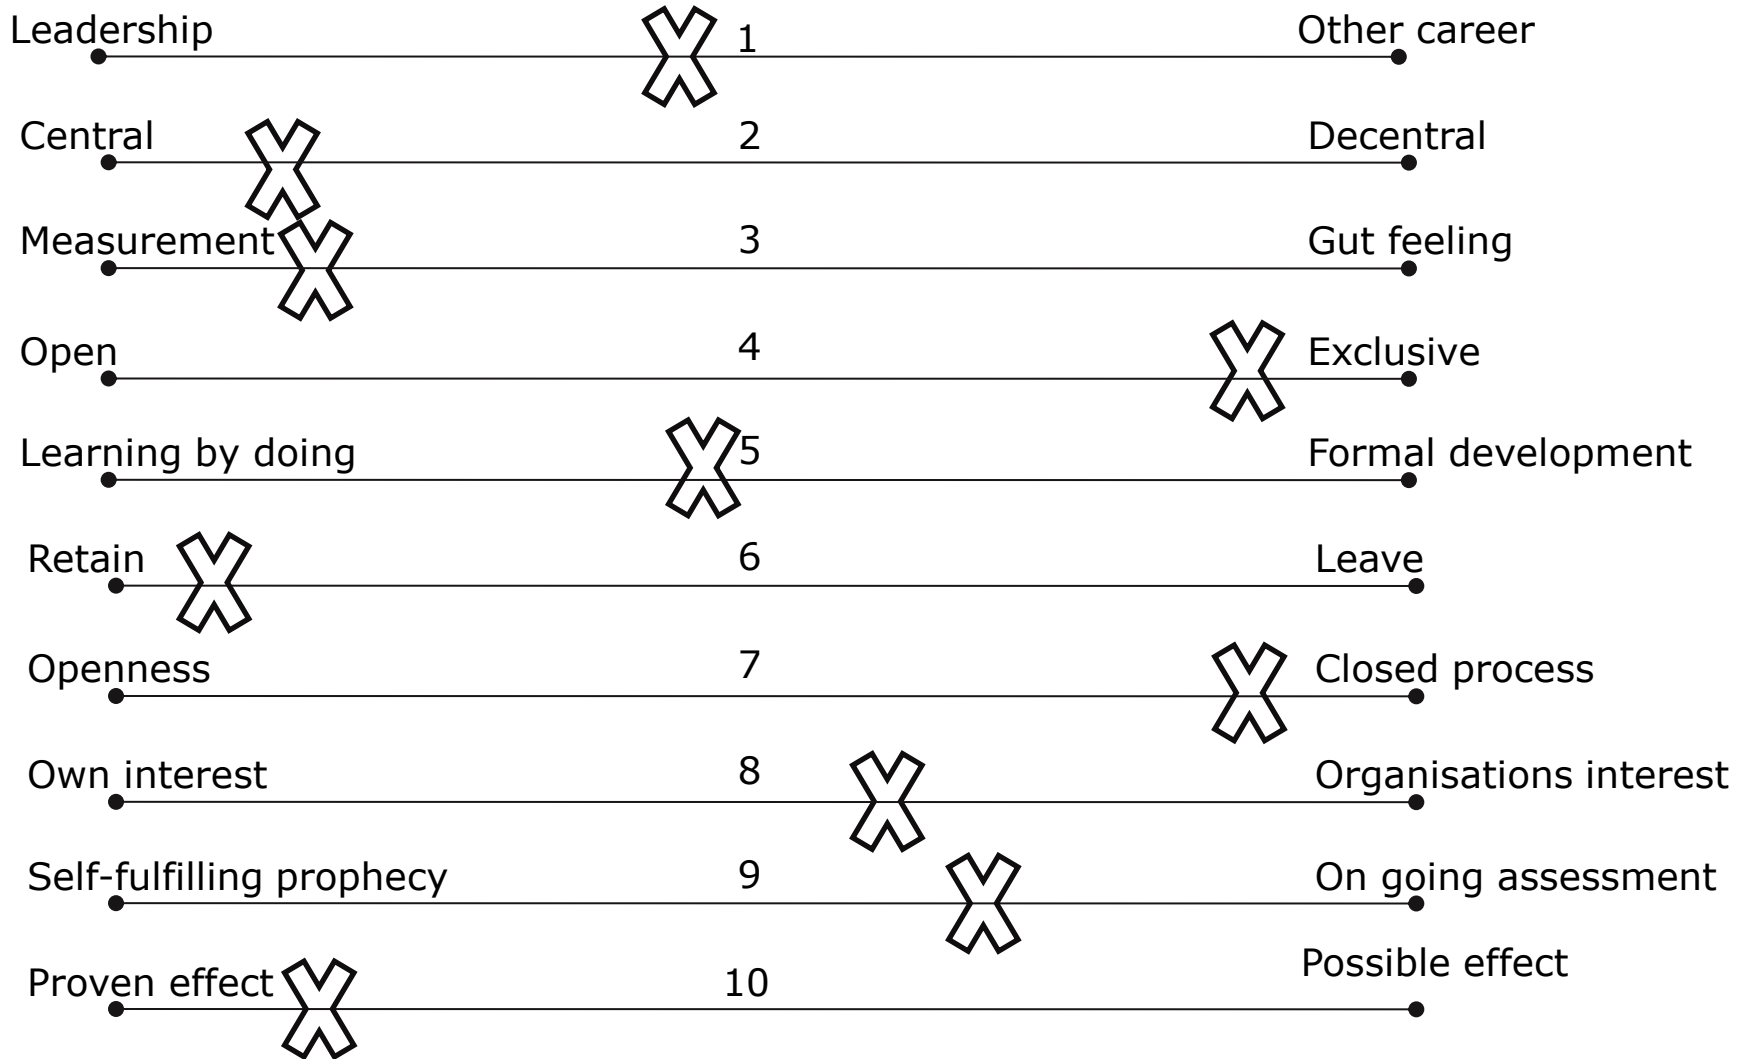 Leadership 1 Other career
Central 2 Decentral
Measurement 3 Gut feeling
Open 4 Exclusive
Learning by doing 5 Formal development
Retain 6 Leave
Openness 7 Closed process
Own interest 8 Organisations interest
Self-fulfilling prophecy 9 On going assessment
Proven effect 10 Possible effect